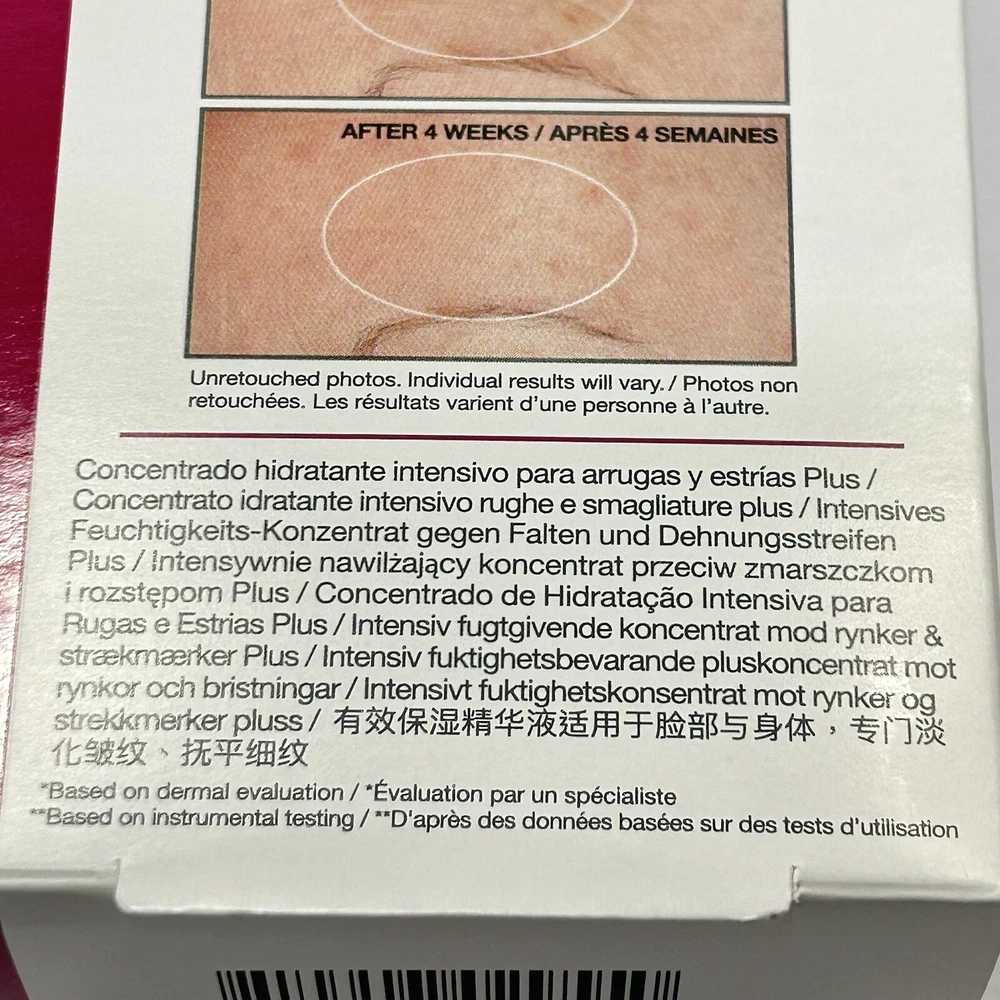 AFTER 4 WEEKS / APRÈS 4 SEMAINES
Unretouched photos. Individual results will vary. / Photos non
retouchées. Les résultats varient d'une personne à l'autre.
Concentrado hidratante intensivo para arrugas y estrías Plus /
Concentrato idratante intensivo rughe e smagliature plus / Intensives
Feuchtigkeits-Konzentrat gegen Falten und Dehnungsstreifen
Plus / Intensywnie nawilżający koncentrat przeciw zmarszczkom
i rozstępom Plus / Concentrado de Hidratação Intensiva para
Rugas e Estrias Plus / Intensiv fugtgivende koncentrat mod rynker &
strækmærker Plus / Intensiv fuktighetsbevarande pluskoncentrat mot
rynkor och bristningar / Intensivt fuktighetskonsentrat mot rynker og
strekkmerker pluss / 有效保湿精华液适用于脸部与身体，专门淡
化皱纹、抚平细纹
*Based on dermal evaluation / *Évaluation par un spécialiste
**Based on instrumental testing / **D'après des données basées sur des tests d'utilisation